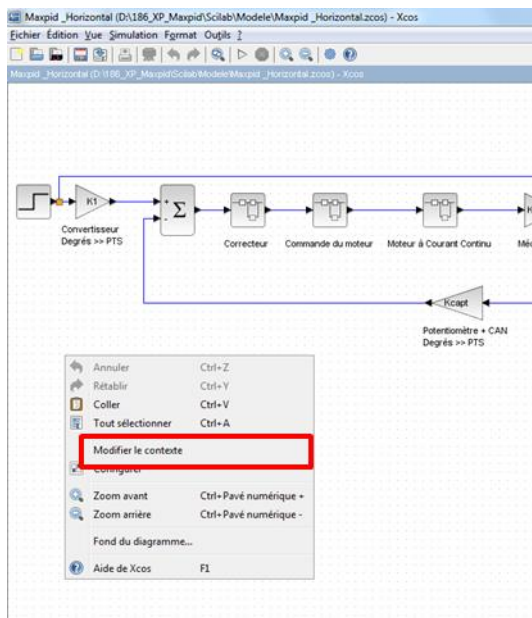 Maxpid _Horizontal (D:\186_XP_Maxpid\Scilab\Modele\Maxpid _Horizontal.zcos) - Xcos
Fichier Édition Vue Simulation Format Outils ?
Maxpid _Horizontal (D:\186_XP_Maxpid\Scilab\Modele\Maxpid _Horizontal.zcos) - Xcos
K1
+
-
Σ
K
Convertisseur
Degrés >> PTS
Correcteur
Commande du moteur
Moteur à Courant Continu
Méc
Kcapt
Potentiomètre + CAN
Degrés >> PTS
Annuler Ctrl+Z
Rétablir Ctrl+Y
Coller Ctrl+V
Tout sélectionner Ctrl+A
Modifier le contexte
Configurer
Zoom avant Ctrl+Pavé numérique +
Zoom arrière Ctrl+Pavé numérique -
Fond du diagramme...
Aide de Xcos F1